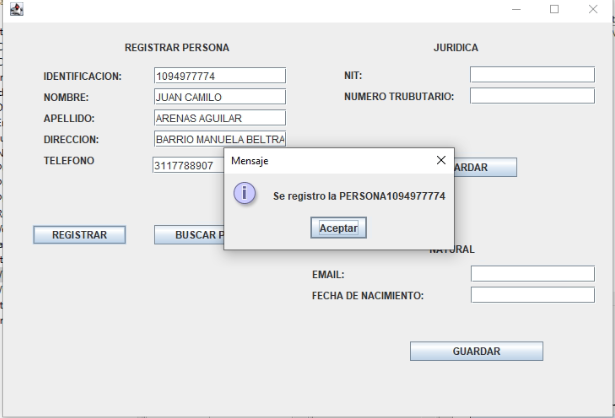 REGISTRAR PERSONA
JURIDICA
IDENTIFICACION: 1094977774
NIT:
NOMBRE: JUAN CAMILO
NUMERO TRUBUTARIO:
APELLIDO: ARENAS AGUILAR
DIRECCION: BARRIO MANUELA BELTRA
TELEFONO 3117788907
Mensaje
Se registro la PERSONA1094977774
Aceptar
ARDAR
REGISTRAR
BUSCAR P
NATURAL
EMAIL:
FECHA DE NACIMIENTO:
GUARDAR